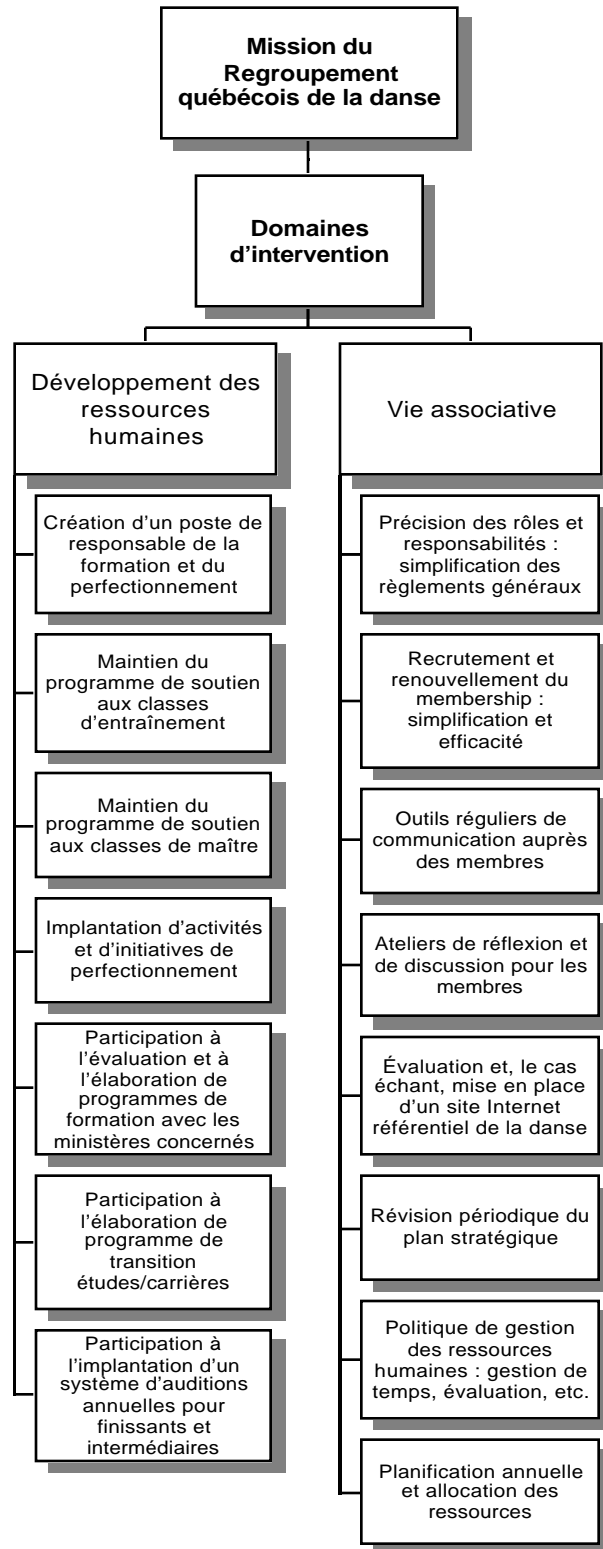 Mission du
Regroupement
québécois de la danse
Domaines
d'intervention
Développement des
ressources
humaines
Création d'un poste de
responsable de la
formation et du
perfectionnement
Maintien du
programme de soutien
aux classes
d'entraînement
Maintien du
programme de soutien
aux classes de maître
Implantation d'activités
et d'initiatives de
perfectionnement
Participation à
l'évaluation et à
l'élaboration de
programmes de
formation avec les
ministères concernés
Participation à
l'élaboration de
programme de
transition
études/carrières
Participation à
l'implantation d'un
système d'auditions
annuelles pour
finissants et
intermédiaires
Vie associative
Précision des rôles et
responsabilités :
simplification des
règlements généraux
Recrutement et
renouvellement du
membership :
simplification et
efficacité
Outils réguliers de
communication auprès
des membres
Ateliers de réflexion et
de discussion pour les
membres
Évaluation et, le cas
échant, mise en place
d'un site Internet
référentiel de la danse
Révision périodique du
plan stratégique
Politique de gestion
des ressources
humaines : gestion de
temps, évaluation, etc.
Planification annuelle
et allocation des
ressources